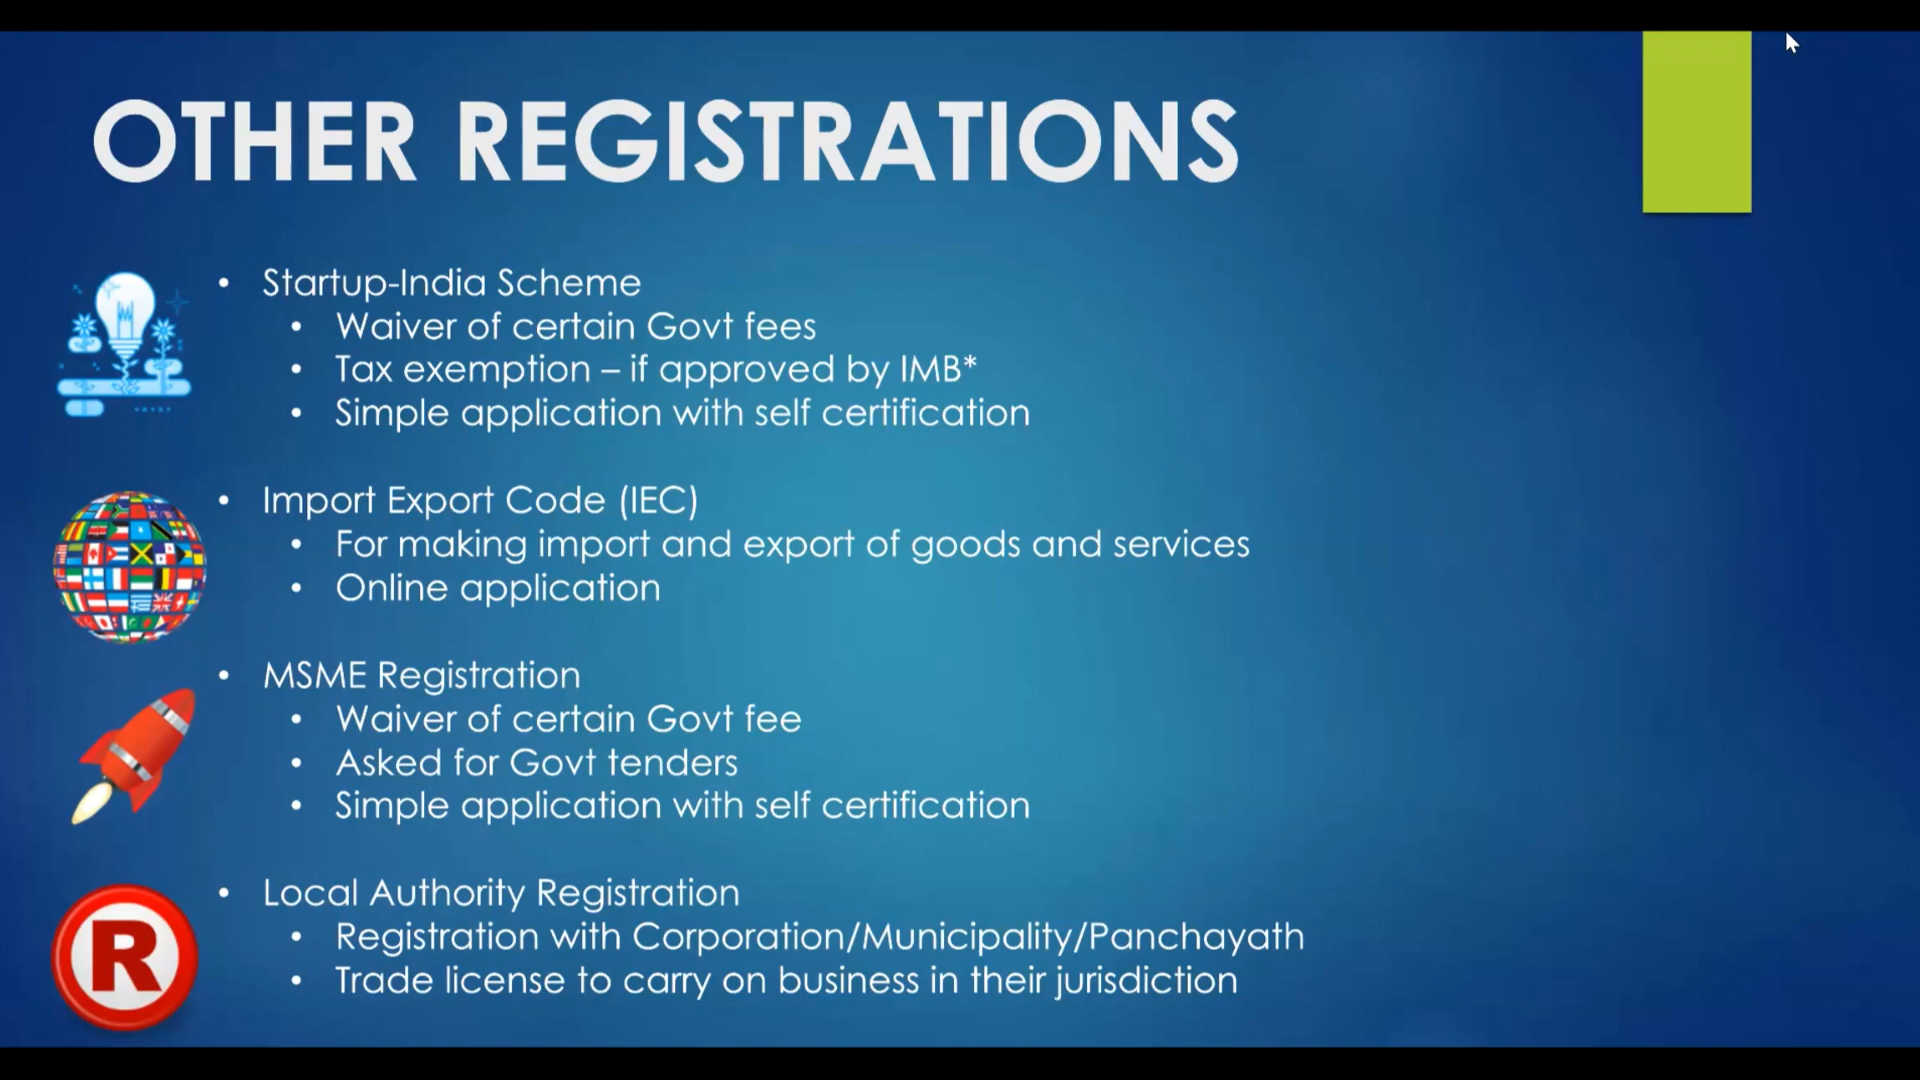 OTHER REGISTRATIONS
• Startup-India Scheme
• Waiver of certain Govt fees
• Tax exemption – if approved by IMB*
• Simple application with self certification
• Import Export Code (IEC)
• For making import and export of goods and services
• Online application
• MSME Registration
• Waiver of certain Govt fee
• Asked for Govt tenders
• Simple application with self certification
• Local Authority Registration
• Registration with Corporation/Municipality/Panchayath
• Trade license to carry on business in their jurisdiction
R